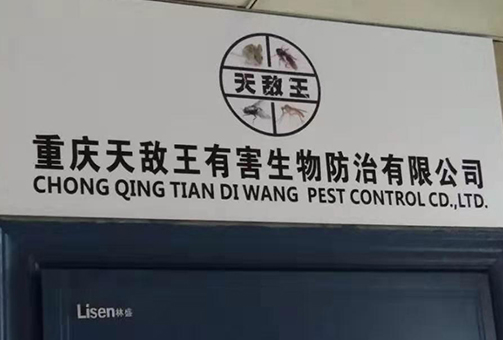 天敌王
重庆天敌王有害生物防治有限公司
CHONG QING TIAN DI WANG PEST CONTROL CD.,LTD.
Lisen林盛